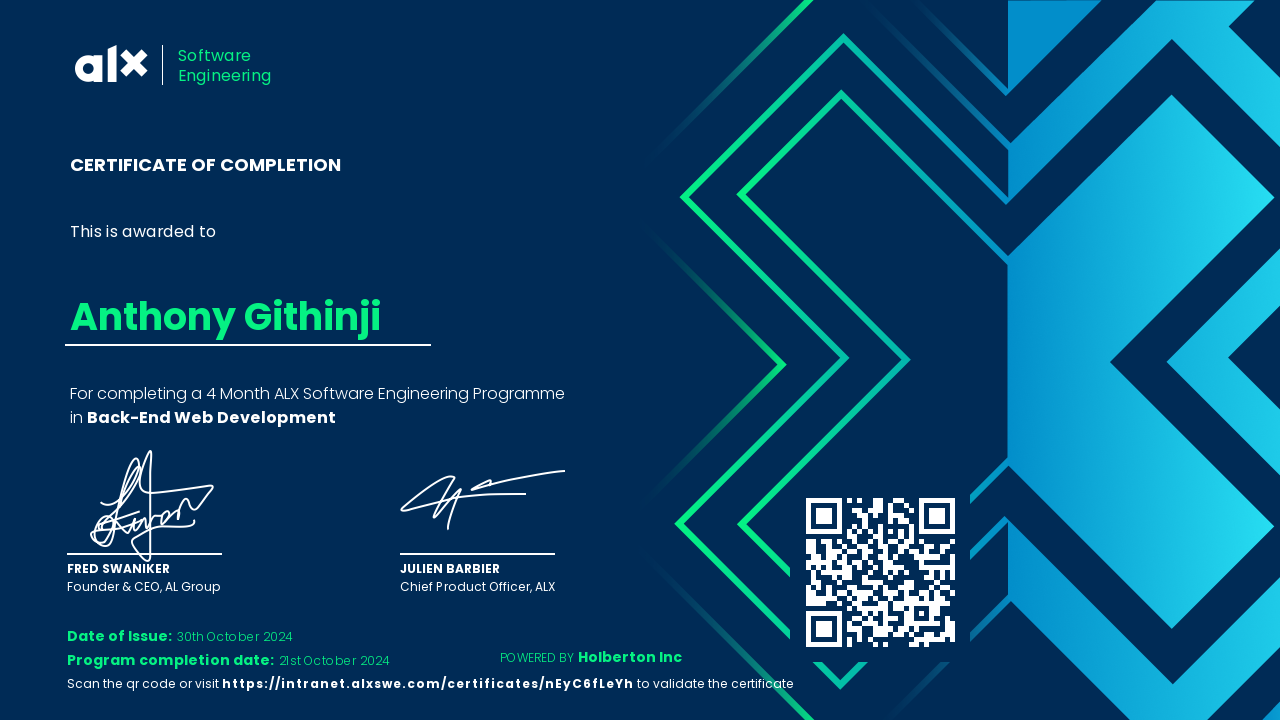 alx
Software
Engineering
CERTIFICATE OF COMPLETION
This is awarded to
Anthony Githinji
For completing a 4 Month ALX Software Engineering Programme
in Back-End Web Development
FRED SWANIKER
Founder & CEO, AL Group
JULIEN BARBIER
Chief Product Officer, ALX
Date of Issue: 30th October 2024
Program completion date: 21st October 2024
POWERED BY Holberton Inc
Scan the qr code or visit https://intranet.alxswe.com/certificates/nEyC6fLeYh to validate the certificate